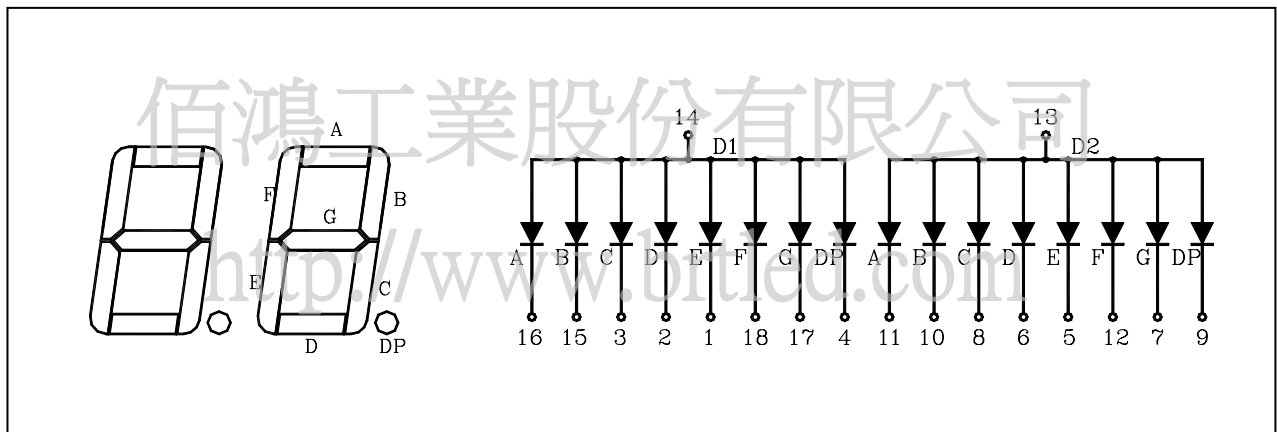 佰鴻工業股份有限公司
http://www.bitled.com
A
F
B
G
E
C
D
DP
14
D1
13
D2
A B C D E F G DP A B C D E F G DP
16 15 3 2 1 18 17 4 11 10 8 6 5 12 7 9